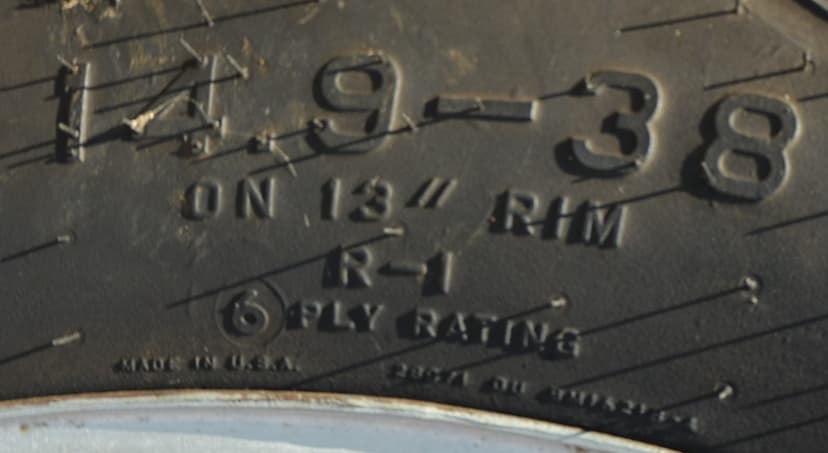 14.9-38
ON 13" RIM
R-1
6 PLY RATING
MADE IN U.S.A.